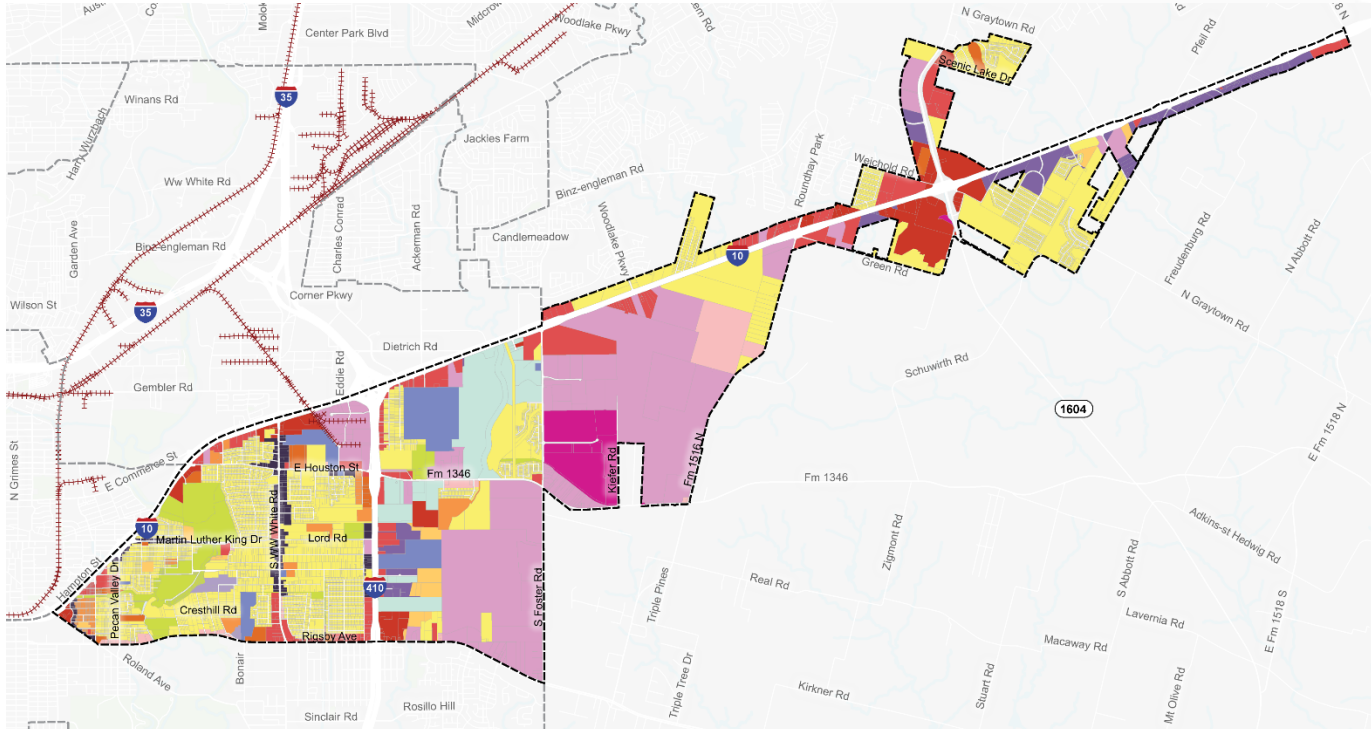 N Graytown Rd
Center Park Blvd
Woodlake Pkwy
Pfeil Rd
Scenic Lake Dr
Winans Rd
35
Harry Wurzbach
Jackles Farm
Ww White Rd
Binz-engleman Rd
Roundhay Park
Weichold Rd
Charles Conrad
Ackerman Rd
Garden Ave
Binz-engleman Rd
Candlemeadow
Woodlake Pkwy
10
Green Rd
Freudenburg Rd
N Abbott Rd
Corner Pkwy
Wilson St
35
N Graytown Rd
Dietrich Rd
Gembler Rd
Eddie Rd
Schuwirth Rd
1604
E Fm 1518 N
N Grimes St
E Commerce St
E Houston St
Fm 1346
Kiefer Rd
Fm 1516 N
Fm 1346
10
Martin Luther King Dr
S WW White Rd
Lord Rd
Adkins-st Hedwig Rd
Zigmont Rd
Hampton St
Pecan Valley Dr
Cresthill Rd
410
S Foster Rd
Triple Pines
Real Rd
S Abbott Rd
Lavernia Rd
E Fm 1518 S
Rigsby Ave
Macaway Rd
Roland Ave
Bonair
Triple Tree Dr
Kirkner Rd
Stuart Rd
Mt Olive Rd
Sinclair Rd
Rosillo Hill